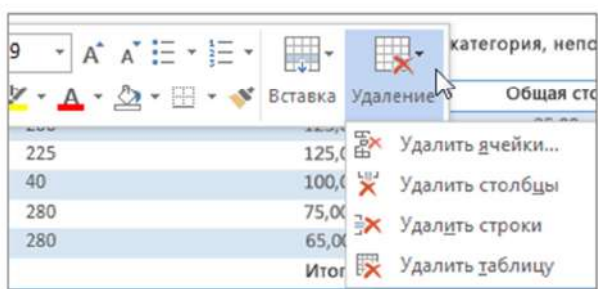 9
категория, непо
Вставка Удаление
Общая сто
225 125,0
40 100,0
280 75,00
280 65,00
Итог
Удалить ячейки...
Удалить столбцы
Удалить строки
Удалить таблицу